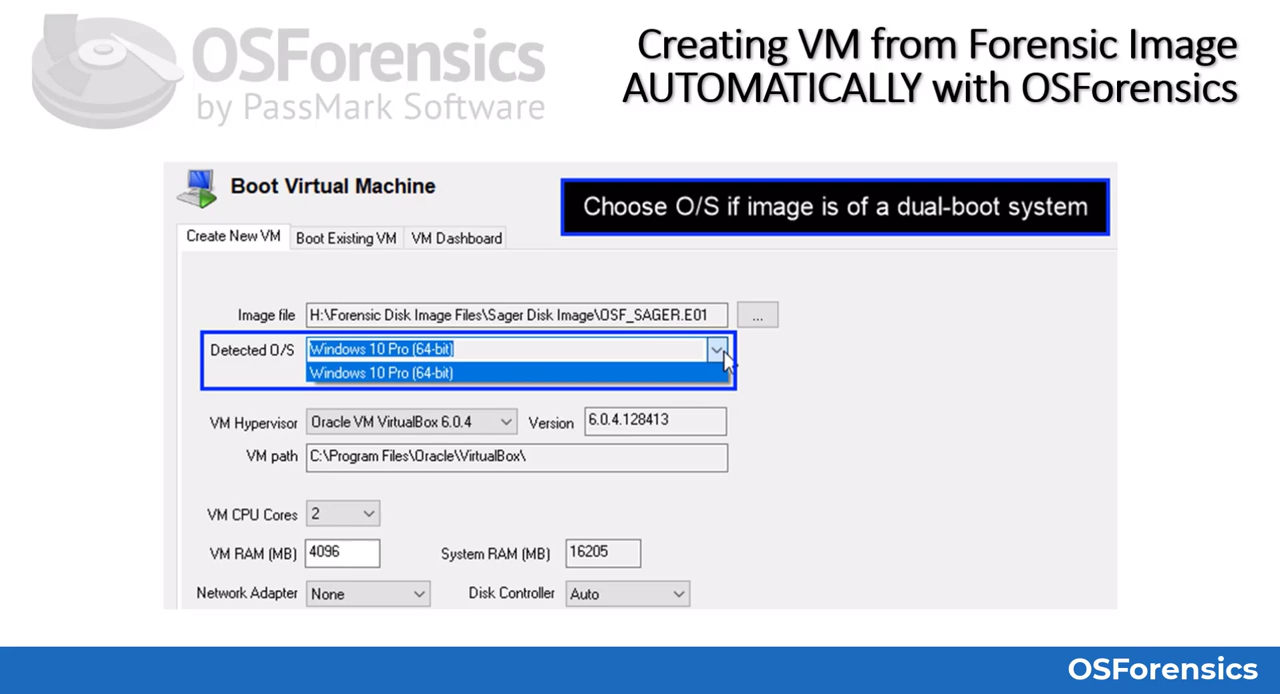 OSForensics
by PassMark Software
Creating VM from Forensic Image
AUTOMATICALLY with OSForensics
Boot Virtual Machine
Choose O/S if image is of a dual-boot system
Create New VM Boot Existing VM VM Dashboard
Image file H:\Forensic Disk Image Files\Sager Disk Image\OSF_SAGER.E01 ...
Detected O/S Windows 10 Pro (64-bit)
Windows 10 Pro (64-bit)
VM Hypervisor Oracle VM VirtualBox 6.0.4 Version 6.0.4.128413
VM path C:\Program Files\Oracle\VirtualBox\
VM CPU Cores 2
VM RAM (MB) 4096 System RAM (MB) 16205
Network Adapter None Disk Controller Auto
OSForensics